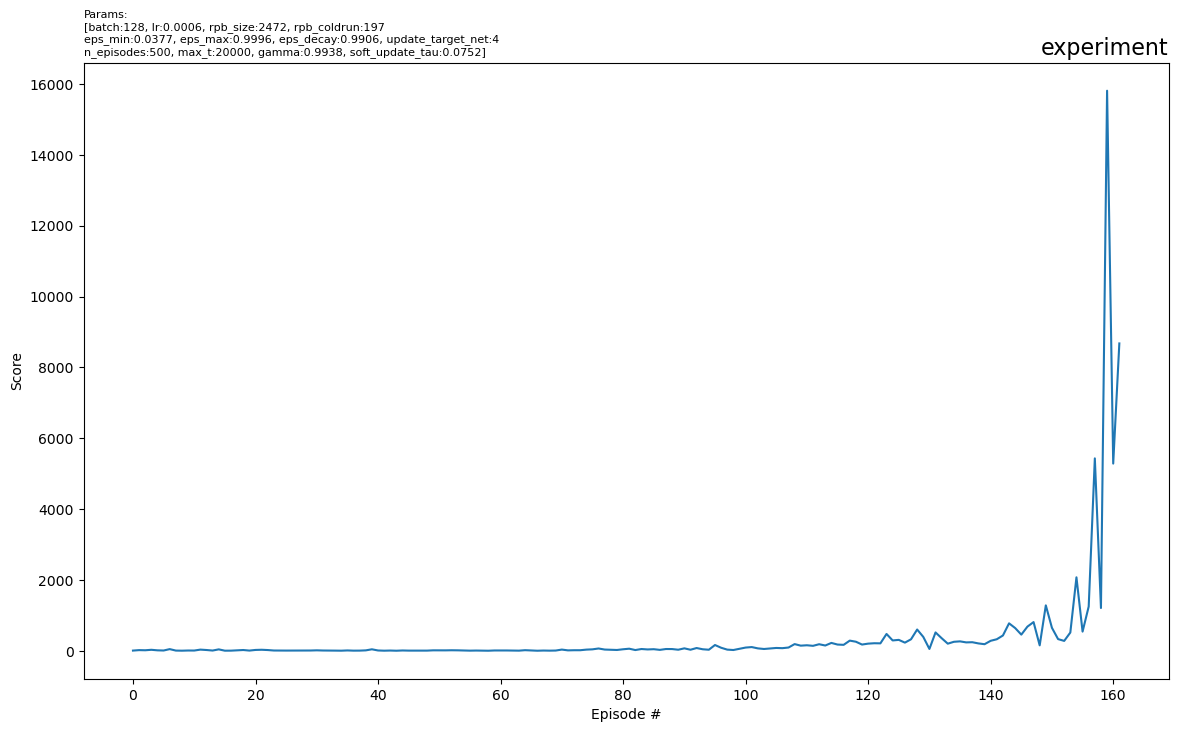 Params:
[batch:128, lr:0.0006, rpb_size:2472, rpb_coldrun:197
eps_min:0.0377, eps_max:0.9996, eps_decay:0.9906, update_target_net:4
n_episodes:500, max_t:20000, gamma:0.9938, soft_update_tau:0.0752]
experiment
16000
14000
12000
10000
8000
6000
4000
2000
0
Score
0 20 40 60 80 100 120 140 160
Episode #